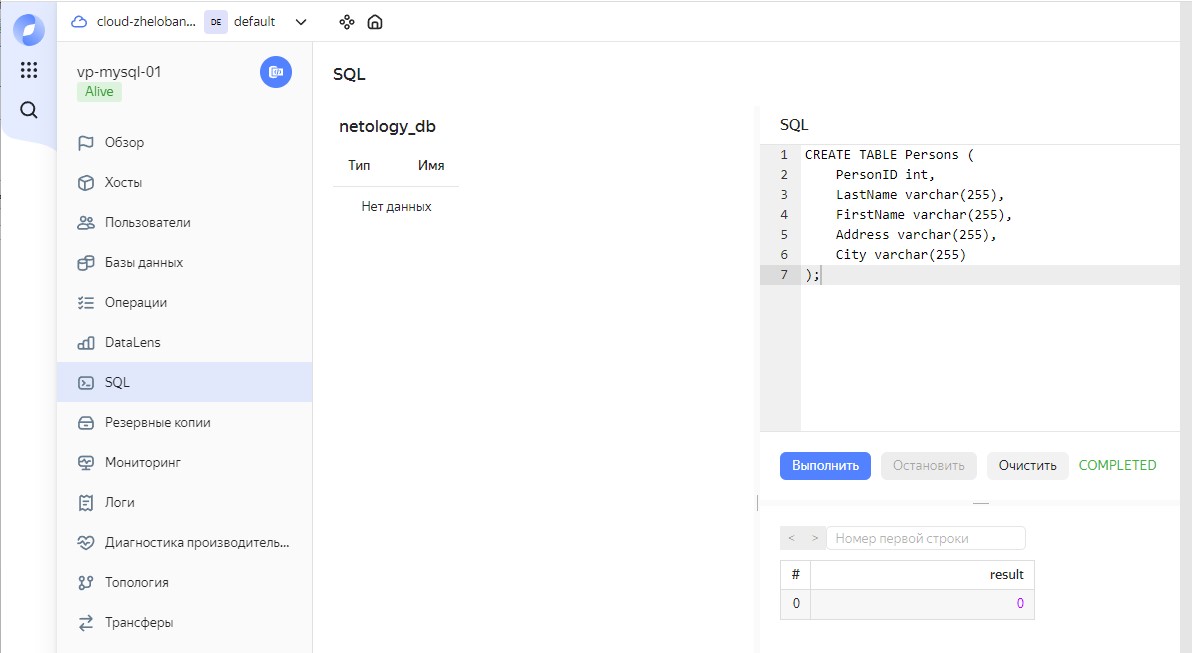 cloud-zheloban...
DE
default
vp-mysql-01
Alive
Обзор
Хосты
Пользователи
Базы данных
Операции
DataLens
SQL
Резервные копии
Мониторинг
Логи
Диагностика производитель...
Топология
Трансферы
SQL
netology_db
Тип Имя
Нет данных
SQL
1 CREATE TABLE Persons (
2 PersonID int,
3 LastName varchar(255),
4 FirstName varchar(255),
5 Address varchar(255),
6 City varchar(255)
7 );
Выполнить Остановить Очистить COMPLETED
< > Номер первой строки
# result
0 0